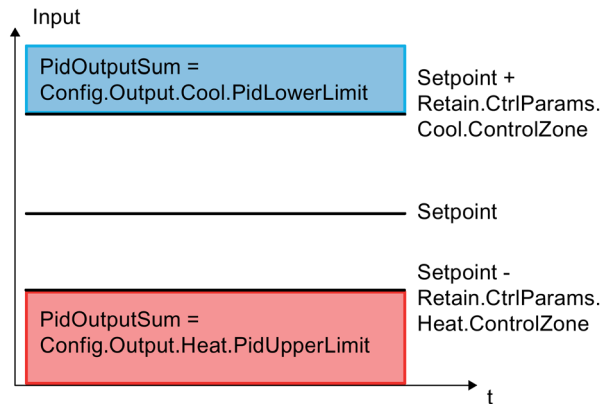 Input
PidOutputSum =
Config.Output.Cool.PidLowerLimit
Setpoint +
Retain.CtrlParams.
Cool.ControlZone
Setpoint
Setpoint -
Retain.CtrlParams.
Heat.ControlZone
PidOutputSum =
Config.Output.Heat.PidUpperLimit
t